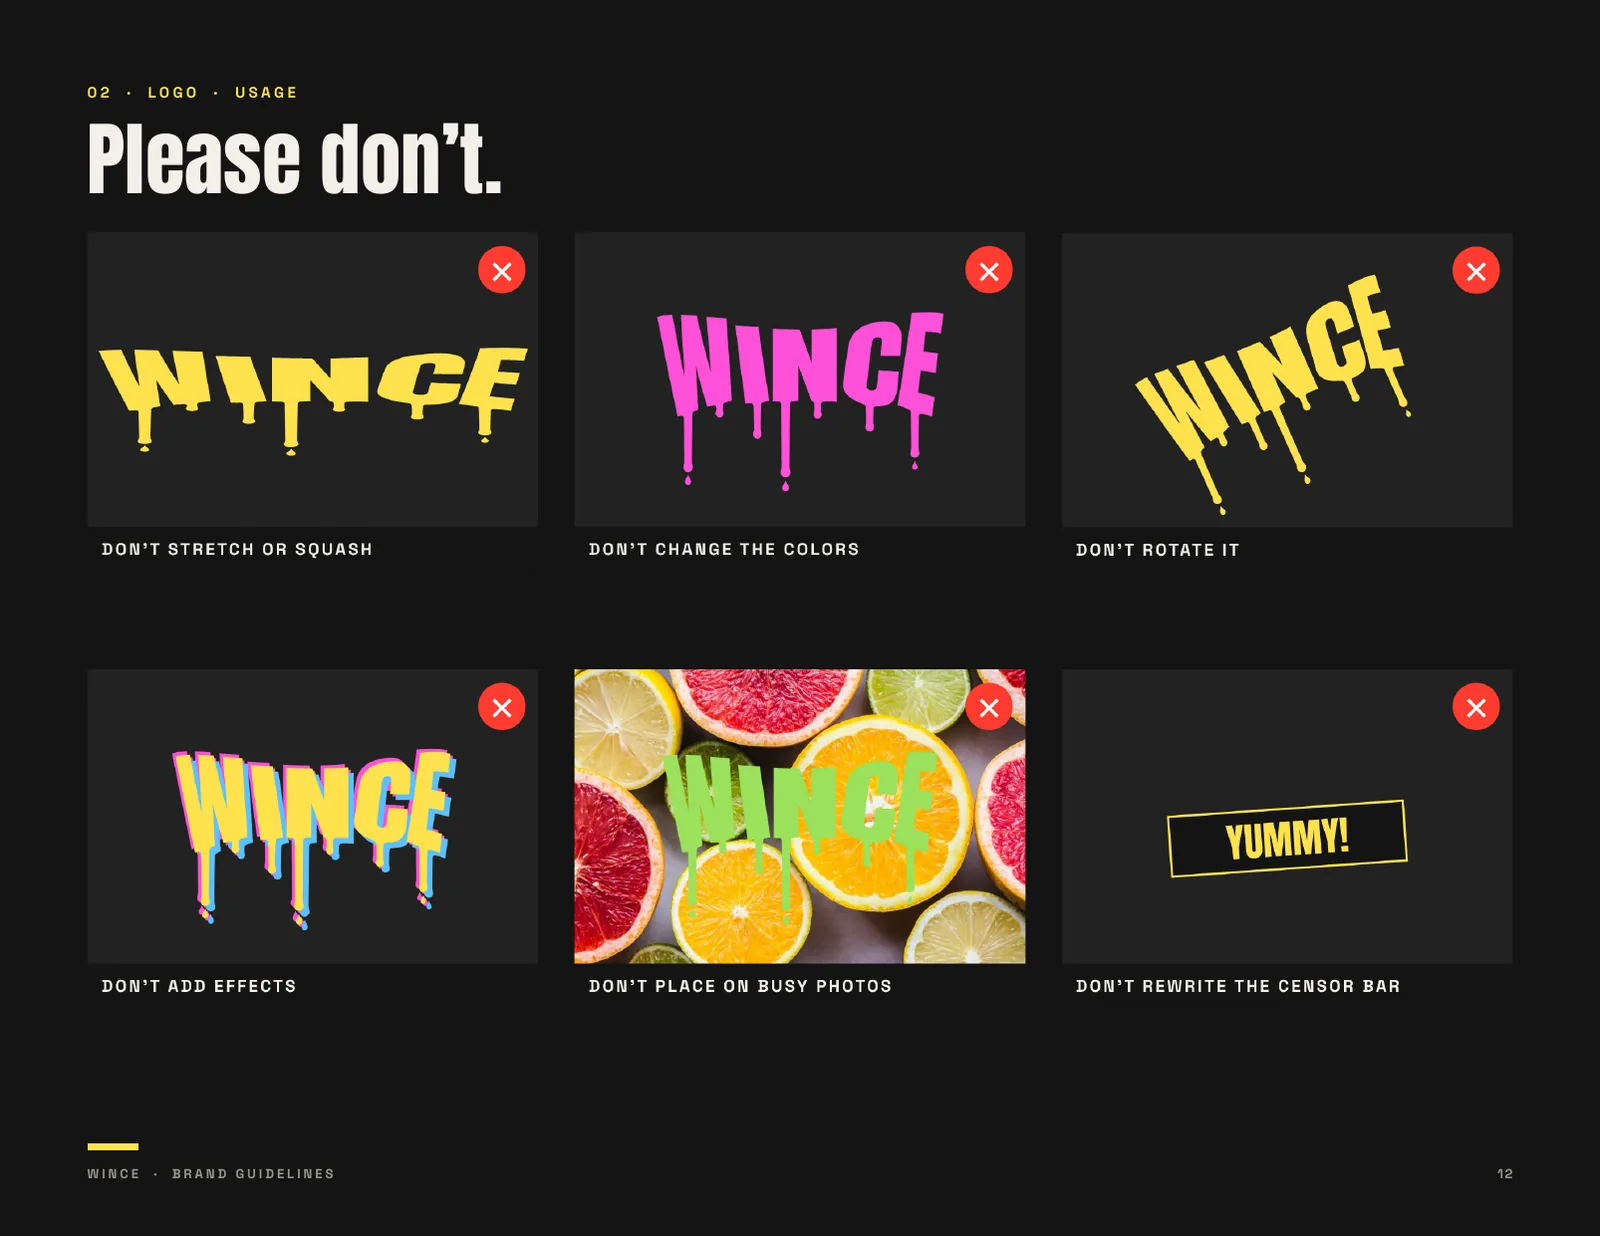 02 · LOGO · USAGE
Please don’t.
WINCE
WINCE
WINCE
DON’T STRETCH OR SQUASH
DON’T CHANGE THE COLORS
DON’T ROTATE IT
WINCE
WINCE
YUMMY!
DON’T ADD EFFECTS
DON’T PLACE ON BUSY PHOTOS
DON’T REWRITE THE CENSOR BAR
WINCE · BRAND GUIDELINES
12